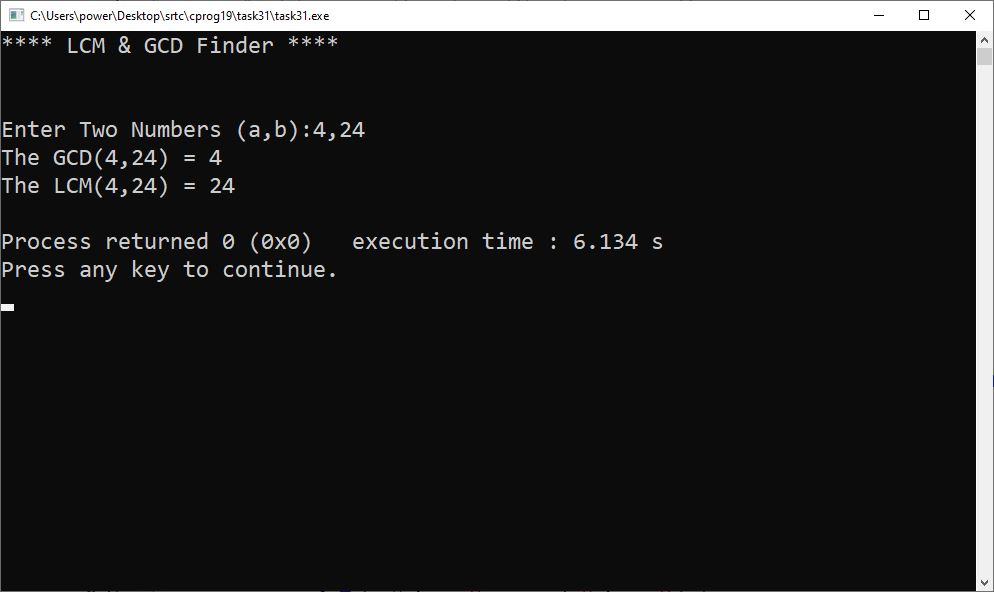 C:\Users\power\Desktop\srtc\cprog19\task31\task31.exe
**** LCM & GCD Finder ****
Enter Two Numbers (a,b):4,24
The GCD(4,24) = 4
The LCM(4,24) = 24
Process returned 0 (0x0)   execution time : 6.134 s
Press any key to continue.